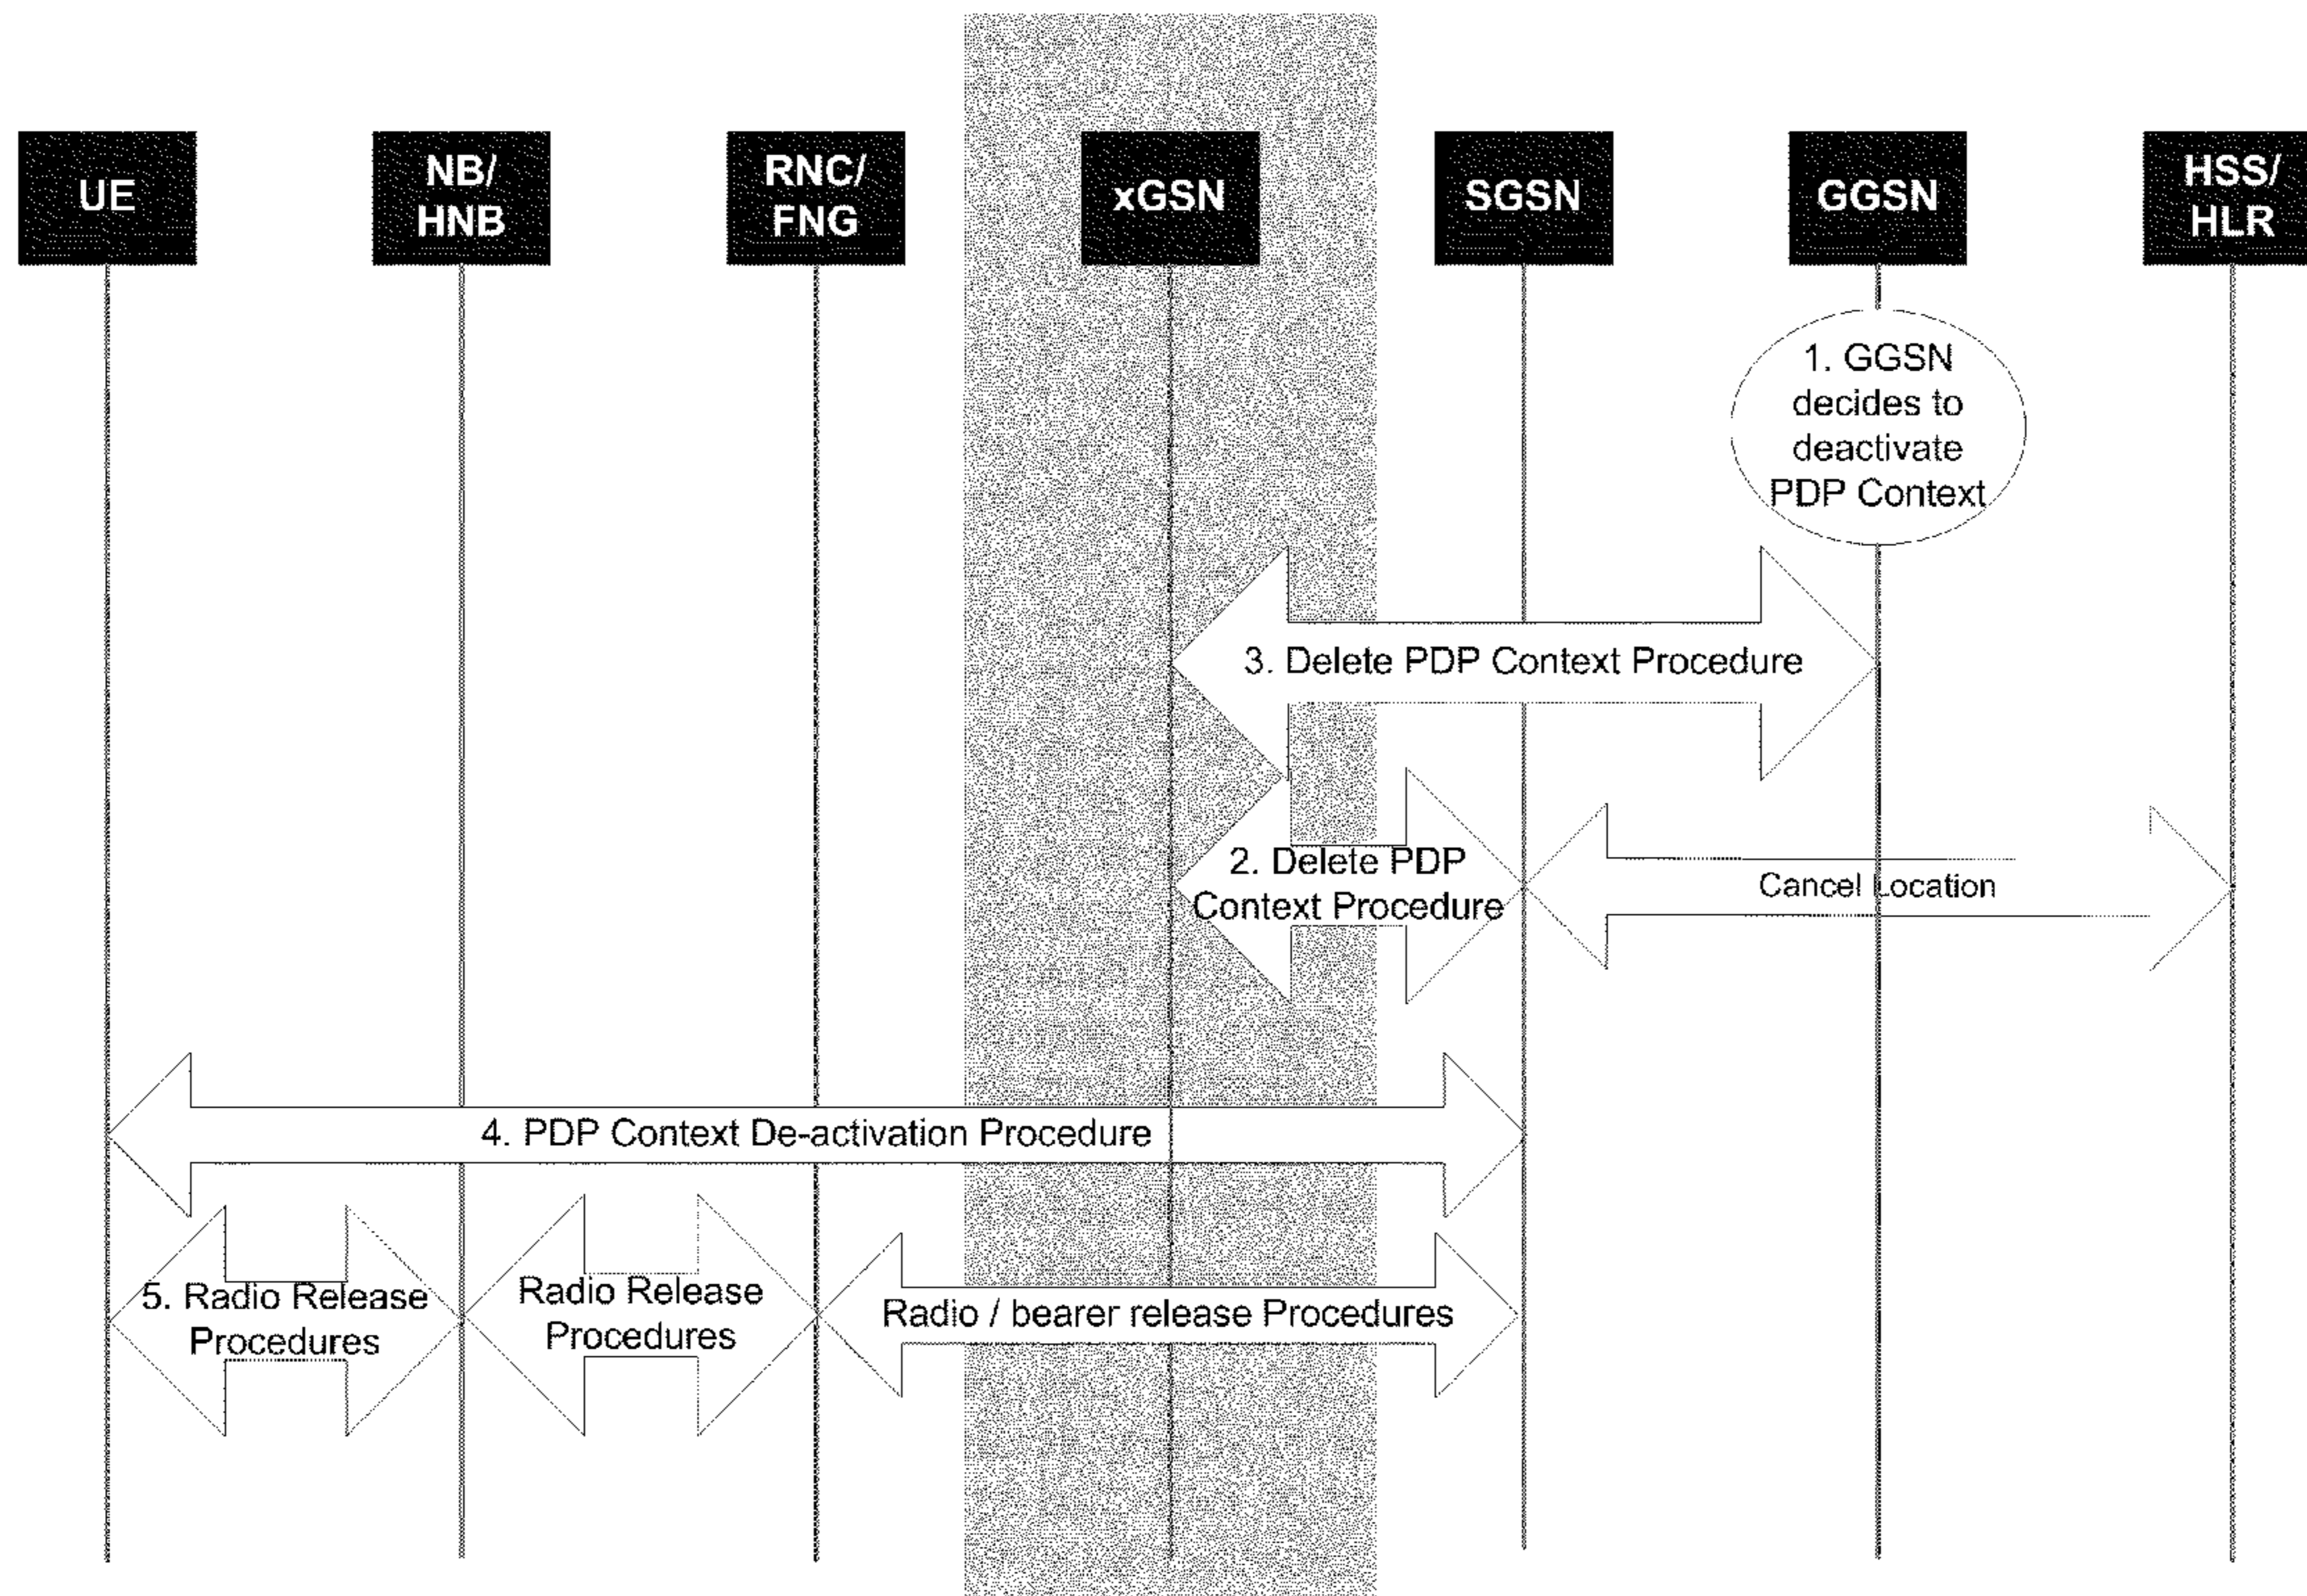 UE
NB/
HNB
RNC/
FNG
xGSN
SGSN
GGSN
HSS/
HLR
1. GGSN
decides to
deactivate
PDP Context
3. Delete PDP Context Procedure
2. Delete PDP
Context Procedure
Cancel Location
4. PDP Context De-activation Procedure
5. Radio Release
Procedures
Radio Release
Procedures
Radio / bearer release Procedures